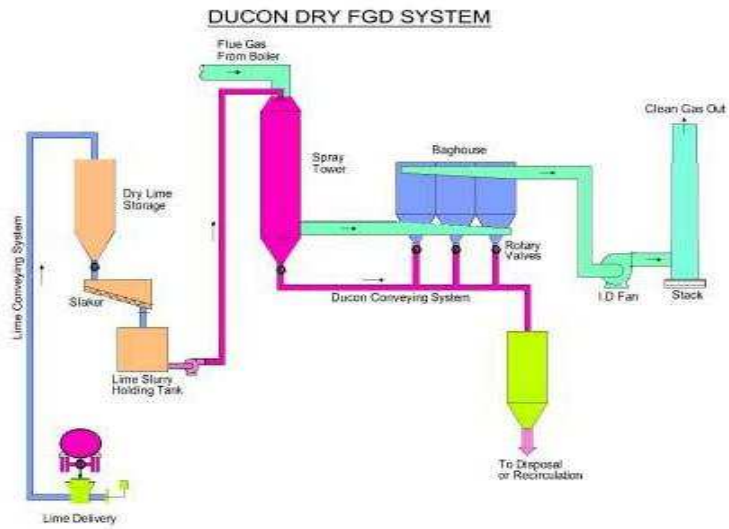 DUCON DRY FGD SYSTEM
Flue Gas
From Boiler
Clean Gas Out
Baghouse
Spray
Tower
Dry Lime
Storage
Lime Conveying System
Rotary
Valves
Slaker
Ducon Conveying System
I.D Fan
Stack
Lime Slurry
Holding Tank
To Disposal
or Recirculation
Lime Delivery